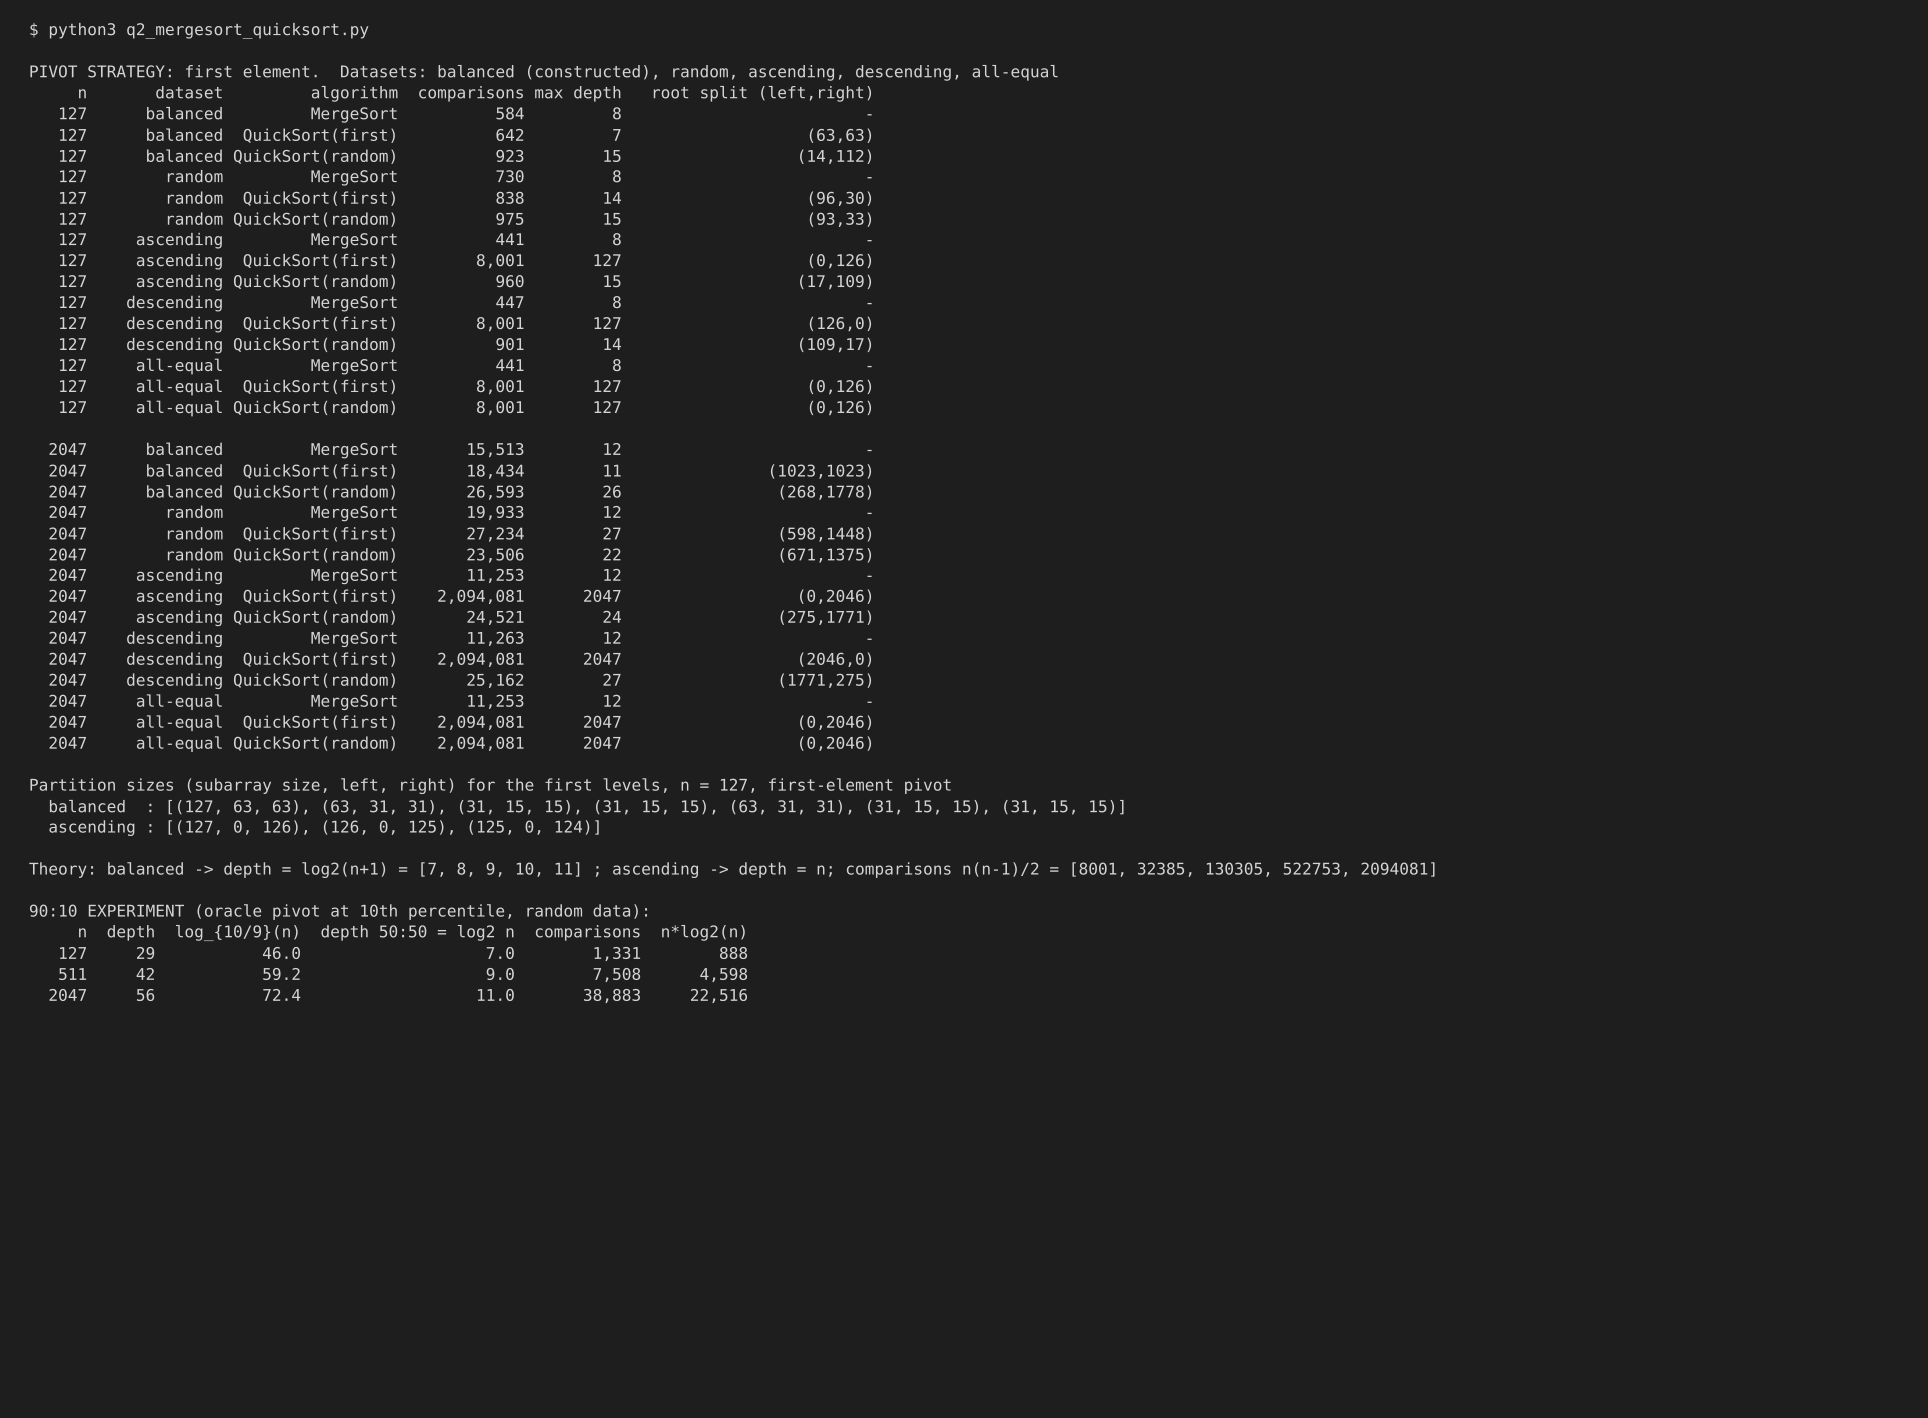 $ python3 q2_mergesort_quicksort.py

PIVOT STRATEGY: first element.  Datasets: balanced (constructed), random, ascending, descending, all-equal
     n       dataset         algorithm  comparisons max depth   root split (left,right)
   127      balanced         MergeSort          584         8                         -
   127      balanced  QuickSort(first)          642         7                   (63,63)
   127      balanced QuickSort(random)          923        15                  (14,112)
   127        random         MergeSort          730         8                         -
   127        random  QuickSort(first)          838        14                   (96,30)
   127        random QuickSort(random)          975        15                   (93,33)
   127     ascending         MergeSort          441         8                         -
   127     ascending  QuickSort(first)        8,001       127                   (0,126)
   127     ascending QuickSort(random)          960        15                  (17,109)
   127    descending         MergeSort          447         8                         -
   127    descending  QuickSort(first)        8,001       127                   (126,0)
   127    descending QuickSort(random)          901        14                  (109,17)
   127     all-equal         MergeSort          441         8                         -
   127     all-equal  QuickSort(first)        8,001       127                   (0,126)
   127     all-equal QuickSort(random)        8,001       127                   (0,126)

  2047      balanced         MergeSort       15,513        12                         -
  2047      balanced  QuickSort(first)       18,434        11               (1023,1023)
  2047      balanced QuickSort(random)       26,593        26                (268,1778)
  2047        random         MergeSort       19,933        12                         -
  2047        random  QuickSort(first)       27,234        27                (598,1448)
  2047        random QuickSort(random)       23,506        22                (671,1375)
  2047     ascending         MergeSort       11,253        12                         -
  2047     ascending  QuickSort(first)    2,094,081      2047                  (0,2046)
  2047     ascending QuickSort(random)       24,521        24                (275,1771)
  2047    descending         MergeSort       11,263        12                         -
  2047    descending  QuickSort(first)    2,094,081      2047                  (2046,0)
  2047    descending QuickSort(random)       25,162        27                (1771,275)
  2047     all-equal         MergeSort       11,253        12                         -
  2047     all-equal  QuickSort(first)    2,094,081      2047                  (0,2046)
  2047     all-equal QuickSort(random)    2,094,081      2047                  (0,2046)

Partition sizes (subarray size, left, right) for the first levels, n = 127, first-element pivot
  balanced  : [(127, 63, 63), (63, 31, 31), (31, 15, 15), (31, 15, 15), (63, 31, 31), (31, 15, 15), (31, 15, 15)]
  ascending : [(127, 0, 126), (126, 0, 125), (125, 0, 124)]

Theory: balanced -> depth = log2(n+1) = [7, 8, 9, 10, 11] ; ascending -> depth = n; comparisons n(n-1)/2 = [8001, 32385, 130305, 522753, 2094081]

90:10 EXPERIMENT (oracle pivot at 10th percentile, random data):
     n  depth  log_{10/9}(n)  depth 50:50 = log2 n  comparisons  n*log2(n)
   127     29           46.0                   7.0        1,331        888
   511     42           59.2                   9.0        7,508      4,598
  2047     56           72.4                  11.0       38,883     22,516